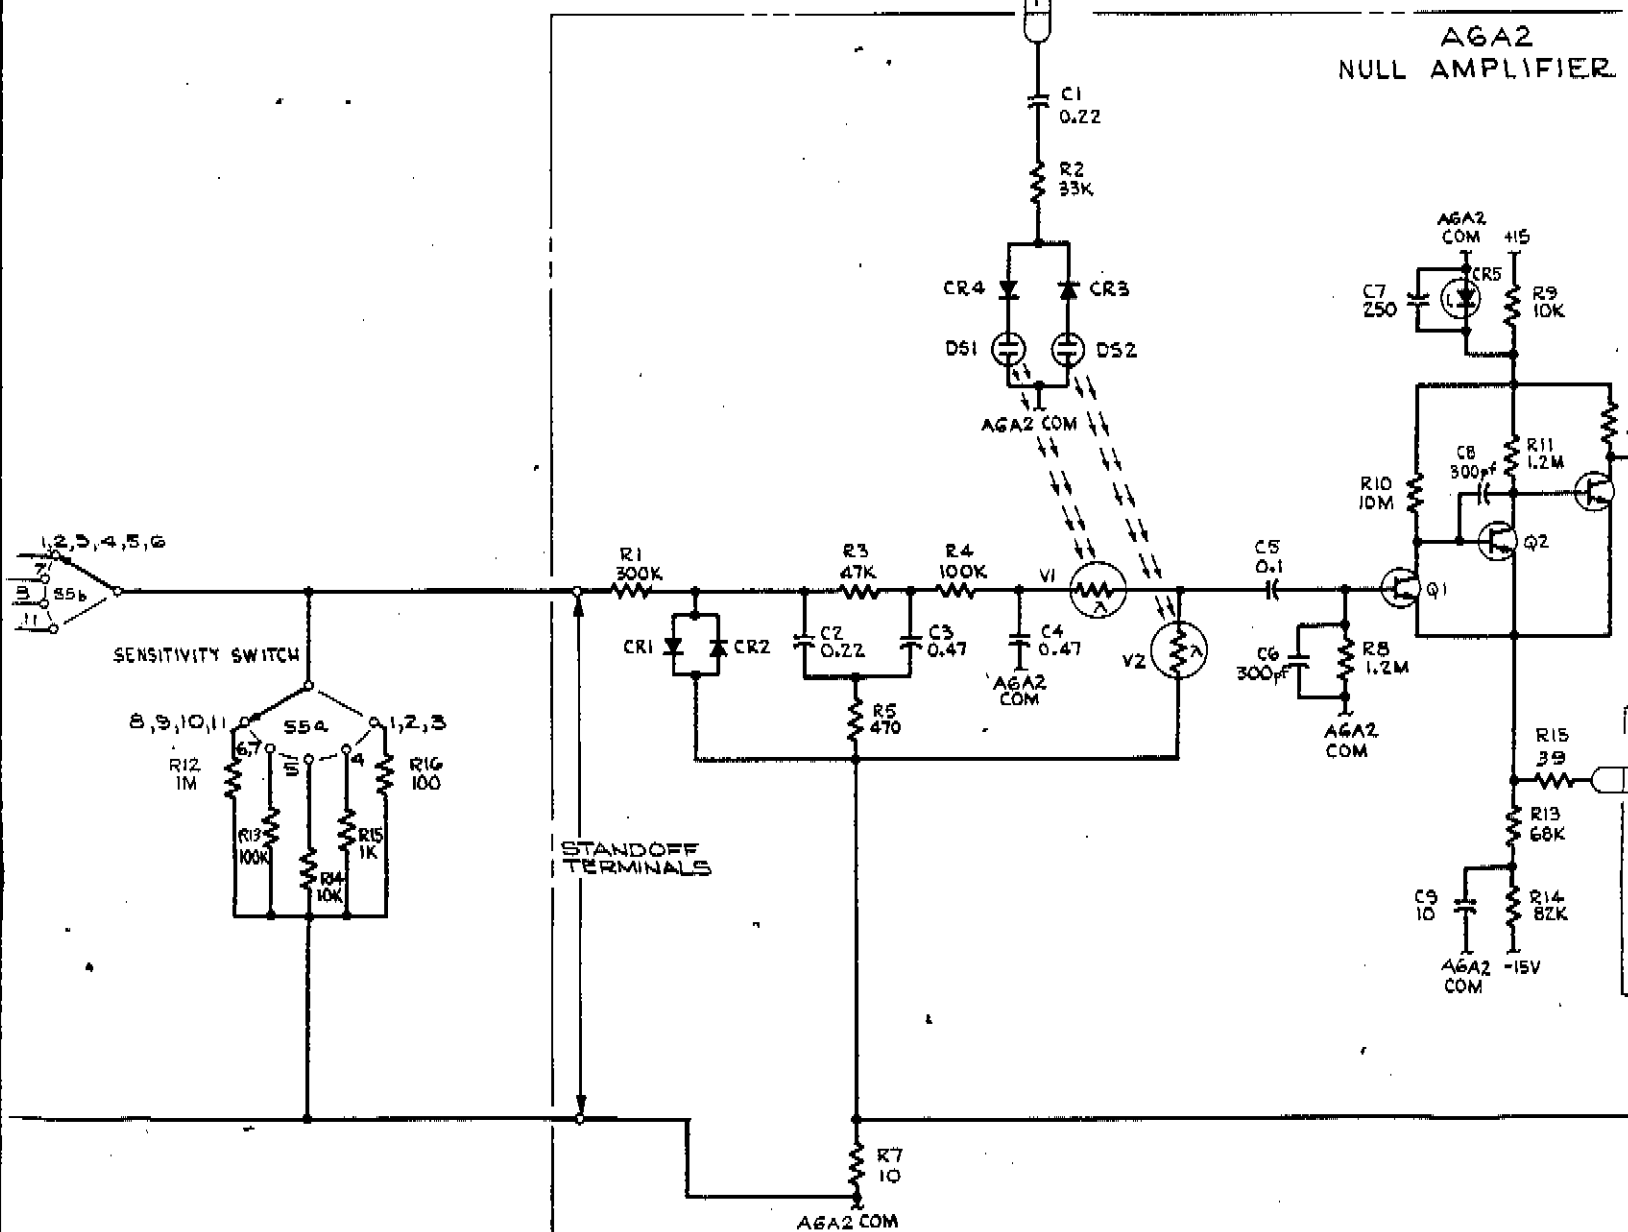 A6A2
NULL AMPLIFIER
C1
0.22
R2
33K
CR4
CR3
DS1
DS2
A6A2 COM
A6A2
COM
+15
C7
250
CR5
R9
10K
C8
300pf
R11
1.2M
R10
10M
Q2
Q1
1,2,3,4,5,6
7
8
11
S5b
R1
300K
R3
47K
R4
100K
V1
λ
C5
0.1
CR1
CR2
C2
0.22
C3
0.47
C4
0.47
A6A2
COM
V2
λ
C6
300pf
R8
1.2M
A6A2
COM
R5
470
SENSITIVITY SWITCH
8,9,10,11
S5a
1,2,3
6,7
5
4
R12
1M
R16
100
R13
100K
R15
1K
R14
10K
STANDOFF
TERMINALS
R15
39
R13
68K
C9
10
R14
82K
A6A2
COM
-15V
R7
10
A6A2 COM